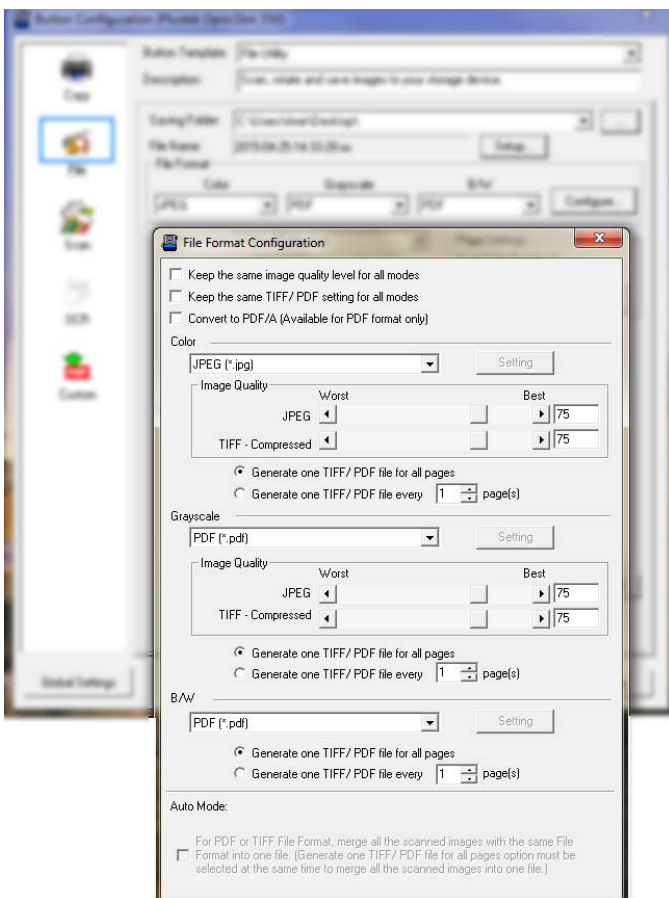 Button Configuration (Plustek OpticSlim 550)
Button Template: File Utility
Description: Scan, rotate and save images to your storage device.
Copy
Saving Folder:
File Name: Setup...
File
File Format
Color Grayscale B/W
JPEG PDF PDF Configure...
Scan
OCR
Custom
Global Settings
File Format Configuration
Keep the same image quality level for all modes
Keep the same TIFF/ PDF setting for all modes
Convert to PDF/A (Available for PDF format only)
Color
JPEG (*.jpg) Setting
Image Quality
Worst Best
JPEG 75
TIFF - Compressed 75
Generate one TIFF/ PDF file for all pages
Generate one TIFF/ PDF file every 1 page(s)
Grayscale
PDF (*.pdf) Setting
Image Quality
Worst Best
JPEG 75
TIFF - Compressed 75
Generate one TIFF/ PDF file for all pages
Generate one TIFF/ PDF file every 1 page(s)
B/W
PDF (*.pdf) Setting
Generate one TIFF/ PDF file for all pages
Generate one TIFF/ PDF file every 1 page(s)
Auto Mode:
For PDF or TIFF File Format, merge all the scanned images with the same File
Format into one file. (Generate one TIFF/ PDF file for all pages option must be
selected at the same time to merge all the scanned images into one file.)